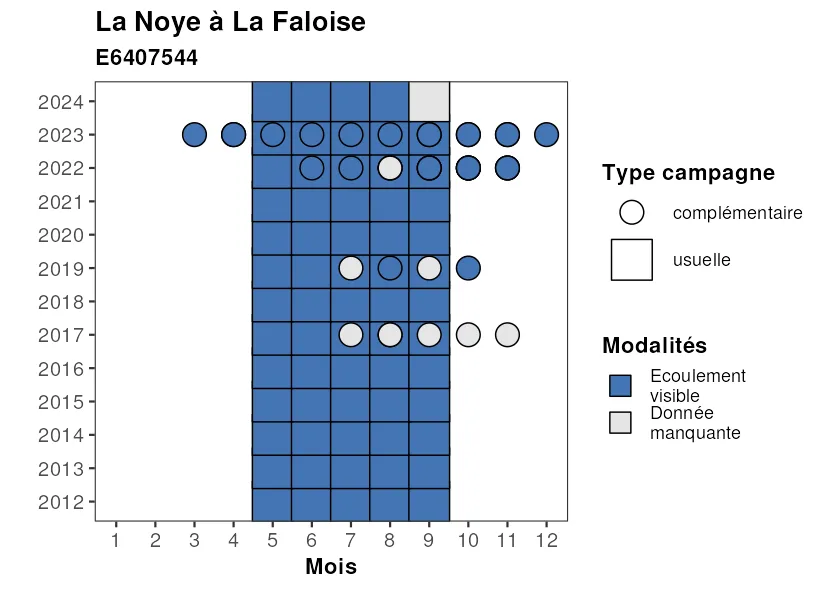 La Noye à La Faloise
E6407544
2024
2023
2022
2021
2020
2019
2018
2017
2016
2015
2014
2013
2012
1 2 3 4 5 6 7 8 9 10 11 12
Mois
Type campagne
complémentaire
usuelle
Modalités
Ecoulement
visible
Donnée
manquante